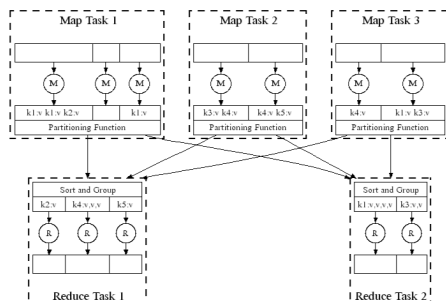 Map Task 1 Map Task 2 Map Task 3
M M M M M M M
k1:v k1:v k2:v k1:v k3:v k4:v k4:v k5:v k4:v k1:v k3:v
Partitioning Function Partitioning Function Partitioning Function
Sort and Group Sort and Group
k2:v k4:v,v,v k5:v k1:v,v,v,v k3:v,v
R R R R R
Reduce Task 1 Reduce Task 2